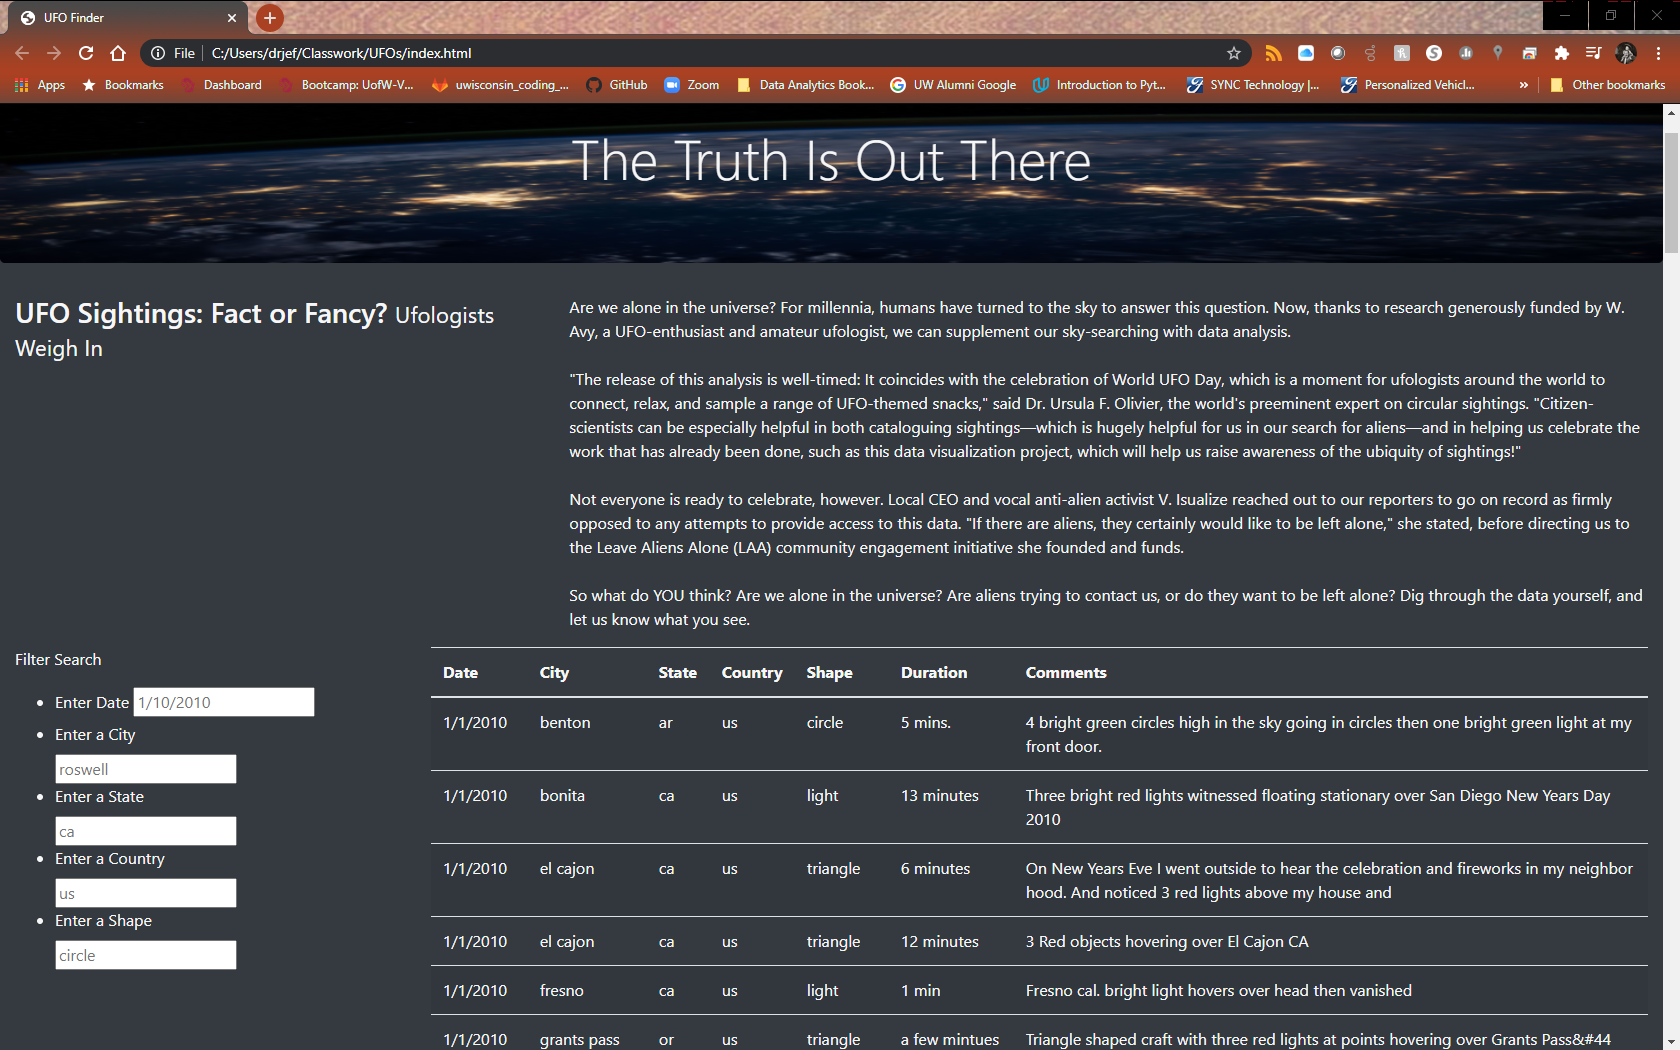 UFO Finder
File C:/Users/drjef/Classwork/UFOs/index.html
Apps Bookmarks Dashboard Bootcamp: UofW-V... uwisconsin_coding_... GitHub Zoom Data Analytics Book... UW Alumni Google Introduction to Pyt... SYNC Technology |... Personalized Vehicl... » Other bookmarks
The Truth Is Out There
UFO Sightings: Fact or Fancy? Ufologists
Weigh In
Are we alone in the universe? For millennia, humans have turned to the sky to answer this question. Now, thanks to research generously funded by W.
Avy, a UFO-enthusiast and amateur ufologist, we can supplement our sky-searching with data analysis.
"The release of this analysis is well-timed: It coincides with the celebration of World UFO Day, which is a moment for ufologists around the world to
connect, relax, and sample a range of UFO-themed snacks," said Dr. Ursula F. Olivier, the world's preeminent expert on circular sightings. "Citizen-
scientists can be especially helpful in both cataloguing sightings—which is hugely helpful for us in our search for aliens—and in helping us celebrate the
work that has already been done, such as this data visualization project, which will help us raise awareness of the ubiquity of sightings!"
Not everyone is ready to celebrate, however. Local CEO and vocal anti-alien activist V. Isualize reached out to our reporters to go on record as firmly
opposed to any attempts to provide access to this data. "If there are aliens, they certainly would like to be left alone," she stated, before directing us to
the Leave Aliens Alone (LAA) community engagement initiative she founded and funds.
So what do YOU think? Are we alone in the universe? Are aliens trying to contact us, or do they want to be left alone? Dig through the data yourself, and
let us know what you see.
Filter Search
Enter Date 1/10/2010
Enter a City
roswell
Enter a State
ca
Enter a Country
us
Enter a Shape
circle
Date City State Country Shape Duration Comments
1/1/2010 benton ar us circle 5 mins. 4 bright green circles high in the sky going in circles then one bright green light at my
front door.
1/1/2010 bonita ca us light 13 minutes Three bright red lights witnessed floating stationary over San Diego New Years Day
2010
1/1/2010 el cajon ca us triangle 6 minutes On New Years Eve I went outside to hear the celebration and fireworks in my neighbor
hood. And noticed 3 red lights above my house and
1/1/2010 el cajon ca us triangle 12 minutes 3 Red objects hovering over El Cajon CA
1/1/2010 fresno ca us light 1 min Fresno cal. bright light hovers over head then vanished
1/1/2010 grants pass or us triangle a few mintues Triangle shaped craft with three red lights at points hovering over Grants Pass&#44